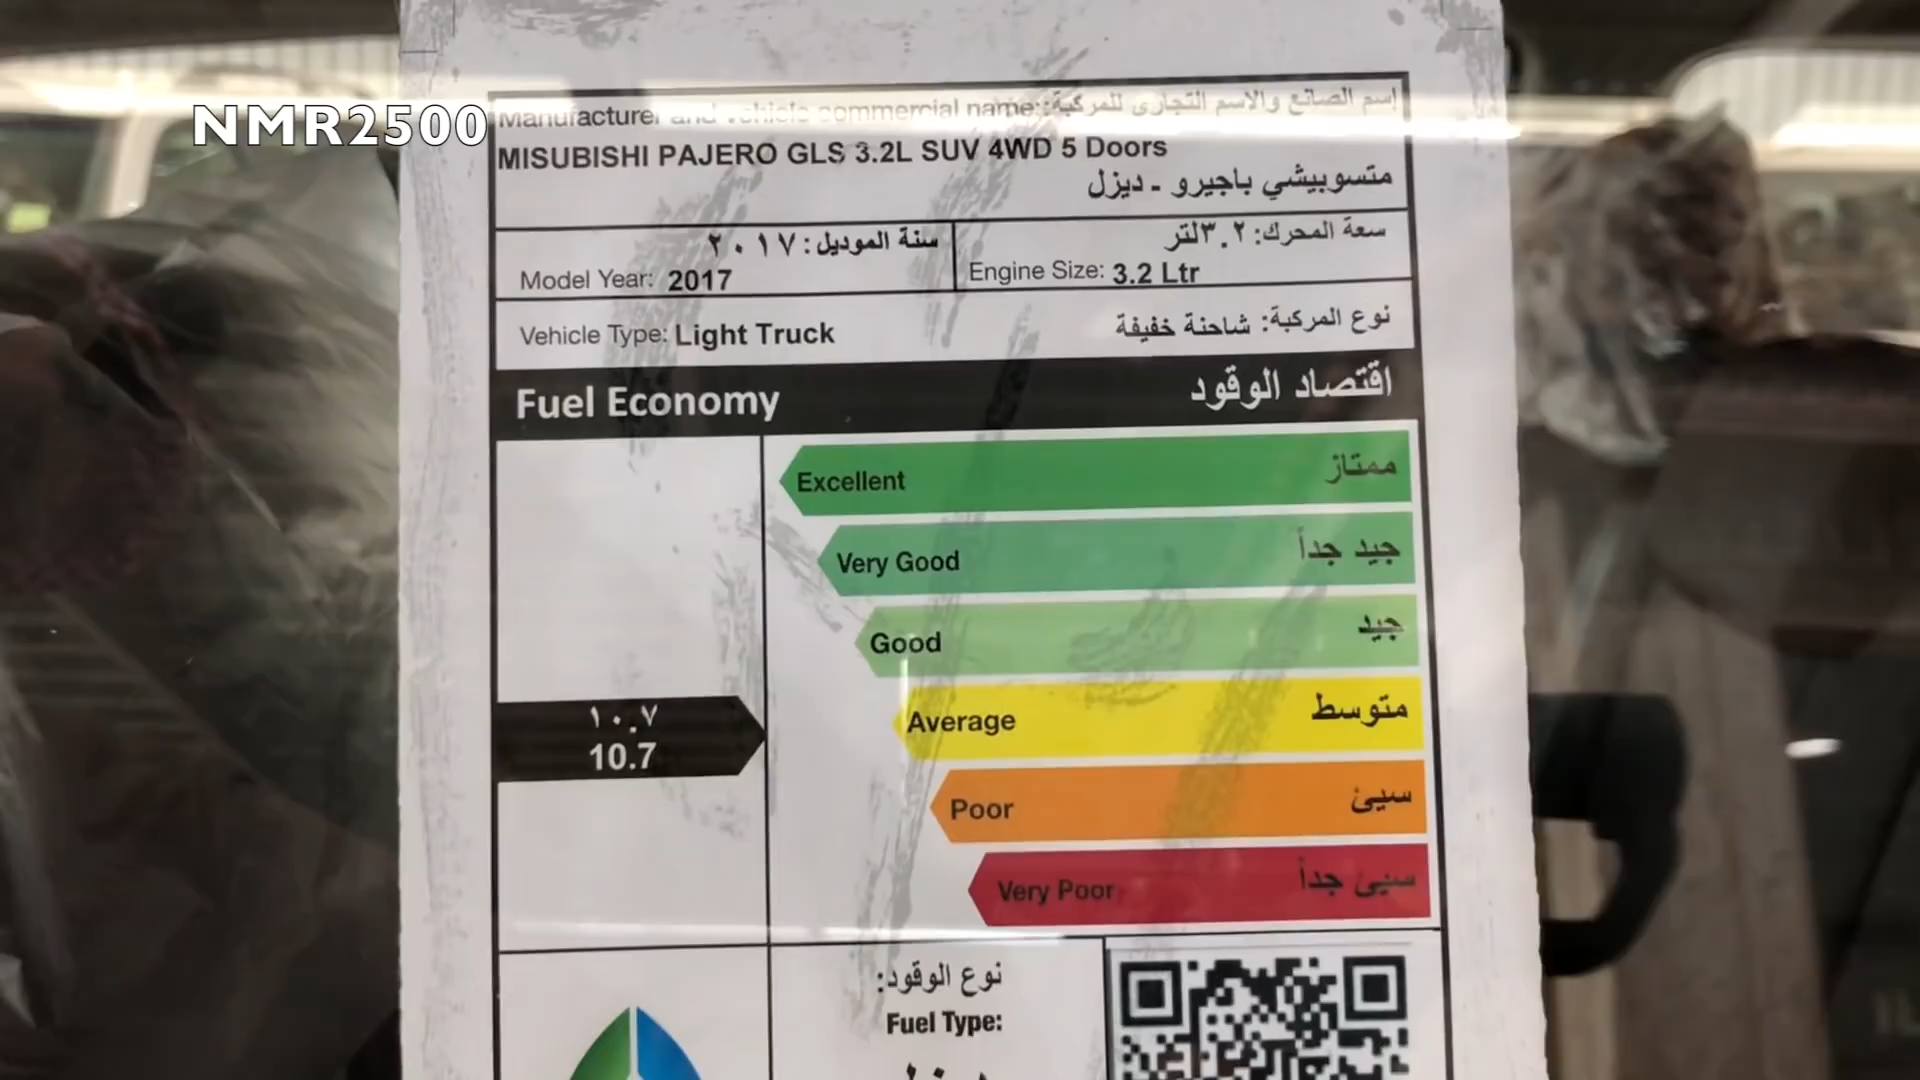 NMR2500
Manufacturer and vehicle commercial name: إسم الصانع والاسم التجاري للمركبة:
MISUBISHI PAJERO GLS 3.2L SUV 4WD 5 Doors
متسوبيشي باجيرو - ديزل
سنة الموديل: ٢٠١٧
Model Year: 2017
سعة المحرك: ٣.٢لتر
Engine Size: 3.2 Ltr
Vehicle Type: Light Truck
نوع المركبة: شاحنة خفيفة
Fuel Economy اقتصاد الوقود
Excellent ممتاز
Very Good جيد جداً
Good جيد
Average متوسط
١٠.٧
10.7
Poor سيئ
Very Poor سيئ جداً
نوع الوقود:
Fuel Type: